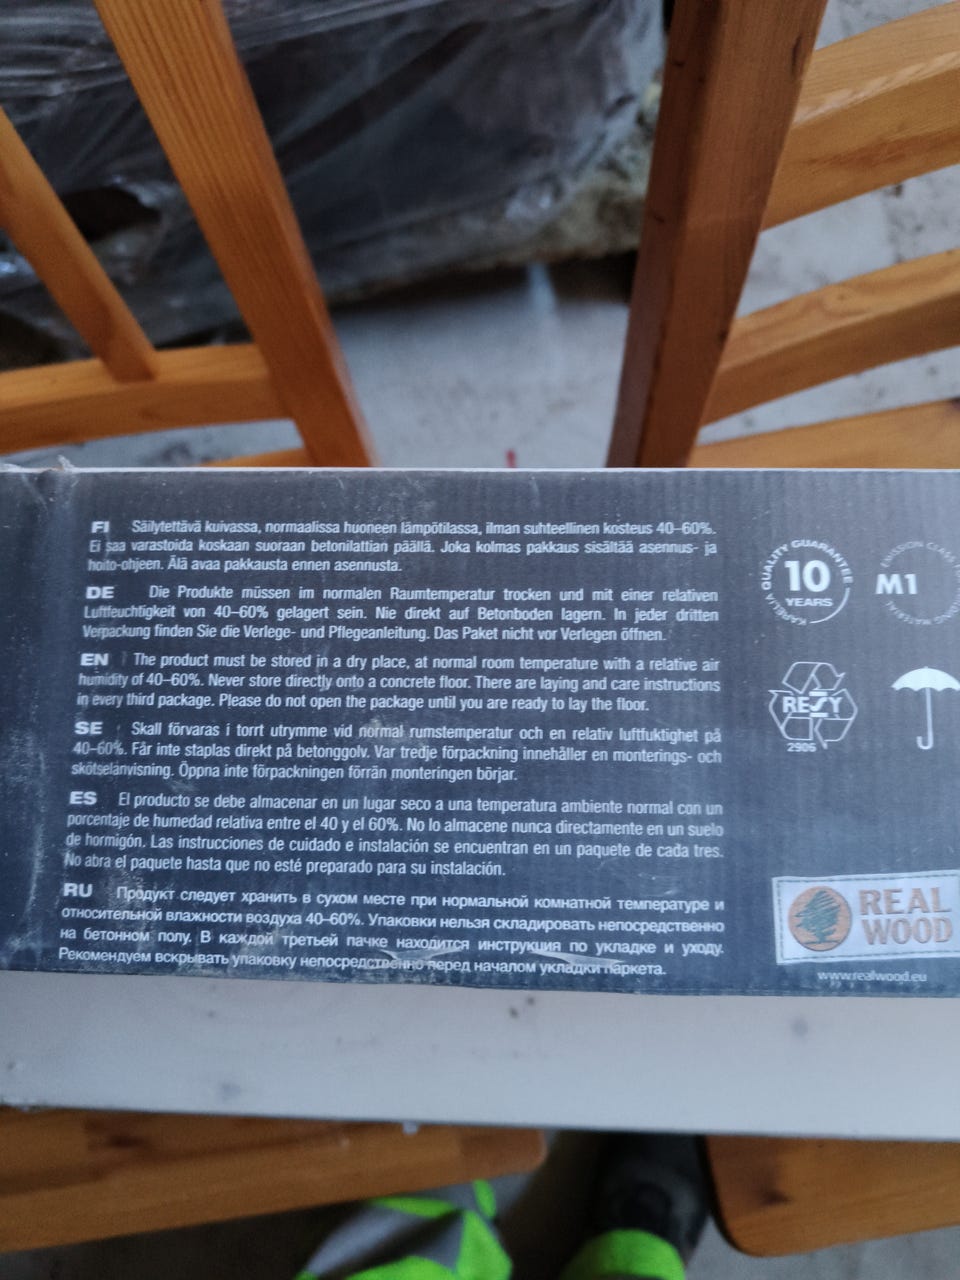 FI Säilytettävä kuivassa, normaalissa huoneen lämpötilassa, ilman suhteellinen kosteus 40–60%.
Ei saa varastoida koskaan suoraan betonilattian päällä. Joka kolmas pakkaus sisältää asennus- ja
hoito-ohjeen. Älä avaa pakkausta ennen asennusta.
DE Die Produkte müssen im normalen Raumtemperatur trocken und mit einer relativen
Luftfeuchtigkeit von 40–60% gelagert sein. Nie direkt auf Betonboden lagern. In jeder dritten
Verpackung finden Sie die Verlege- und Pflegeanleitung. Das Paket nicht vor Verlegen öffnen.
EN The product must be stored in a dry place, at normal room temperature with a relative air
humidity of 40–60%. Never store directly onto a concrete floor. There are laying and care instructions
in every third package. Please do not open the package until you are ready to lay the floor.
SE Skall förvaras i torrt utrymme vid normal rumstemperatur och en relativ luftfuktighet på
40–60%. Får inte staplas direkt på betonggolv. Var tredje förpackning innehåller en monterings- och
skötselanvisning. Öppna inte förpackningen förrän monteringen börjar.
ES El producto se debe almacenar en un lugar seco a una temperatura ambiente normal con un
porcentaje de humedad relativa entre el 40 y el 60%. No lo almacene nunca directamente en un suelo
de hormigón. Las instrucciones de cuidado e instalación se encuentran en un paquete de cada tres.
No abra el paquete hasta que no esté preparado para su instalación.
RU Продукт следует хранить в сухом месте при нормальной комнатной температуре и
относительной влажности воздуха 40–60%. Упаковки нельзя складировать непосредственно
на бетонном полу. В каждой третьей пачке находится инструкция по укладке и уходу.
Рекомендуем вскрывать упаковку непосредственно перед началом укладки паркета.
KARELIA QUALITY GUARANTEE
10
YEARS
EMISSION CLASS
M1
RESY
2906
REAL
WOOD
www.realwood.eu